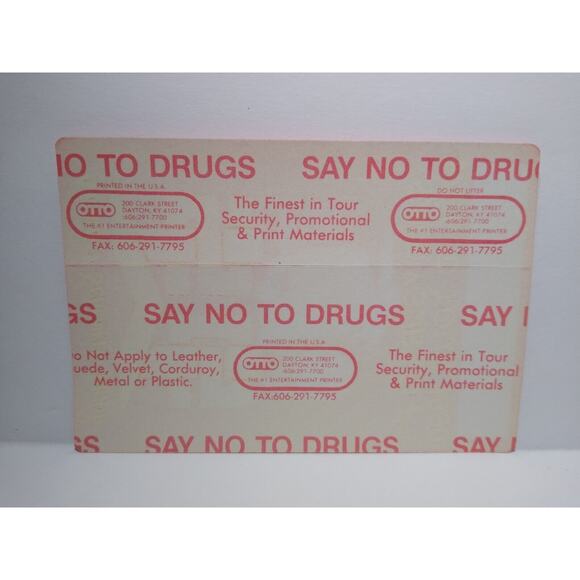 IO TO DRUGS SAY NO TO DRUG
PRINTED IN THE U.S.A.
OTTO
200 CLARK STREET
DAYTON, KY 41074
606-291-7700
THE #1 ENTERTAINMENT PRINTER
FAX: 606-291-7795
The Finest in Tour
Security, Promotional
& Print Materials
DO NOT LITTER
OTTO
200 CLARK STREET
DAYTON, KY 41074
606-291-7700
THE #1 ENTERTAINMENT PRINTER
FAX: 606-291-7795
GS SAY NO TO DRUGS SAY I
o Not Apply to Leather,
uede, Velvet, Corduroy,
Metal or Plastic.
PRINTED IN THE U.S.A.
OTTO
200 CLARK STREET
DAYTON, KY 41074
606-291-7700
THE #1 ENTERTAINMENT PRINTER
FAX:606-291-7795
The Finest in Tour
Security, Promotional
& Print Materials
GS SAY NO TO DRUGS SAY I